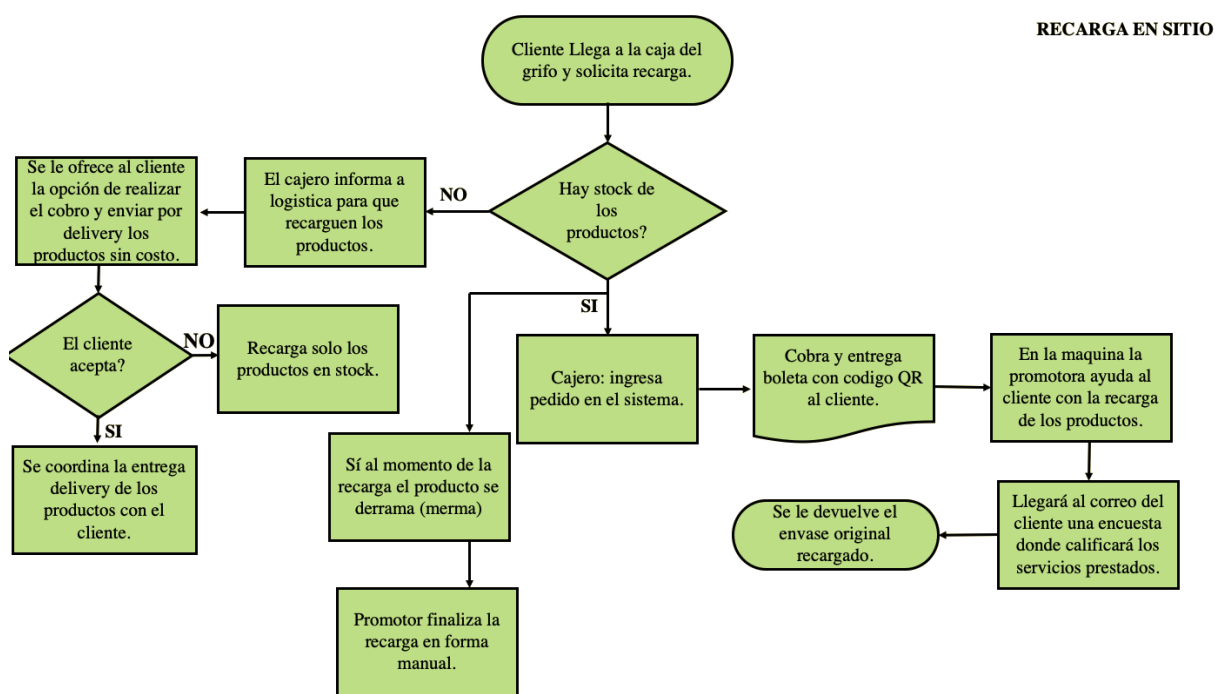 RECARGA EN SITIO
Cliente Llega a la caja del
grifo y solicita recarga.
Hay stock de
los
productos?
NO
El cajero informa a
logistica para que
recarguen los
productos.
Se le ofrece al cliente
la opción de realizar
el cobro y enviar por
delivery los
productos sin costo.
El cliente
acepta?
NO
Recarga solo los
productos en stock.
SI
Se coordina la entrega
delivery de los
productos con el
cliente.
SI
Cajero: ingresa
pedido en el sistema.
Cobra y entrega
boleta con codigo QR
al cliente.
En la maquina la
promotora ayuda al
cliente con la recarga
de los productos.
Llegará al correo del
cliente una encuesta
donde calificará los
servicios prestados.
Se le devuelve el
envase original
recargado.
Sí al momento de la
recarga el producto se
derrama (merma)
Promotor finaliza la
recarga en forma
manual.